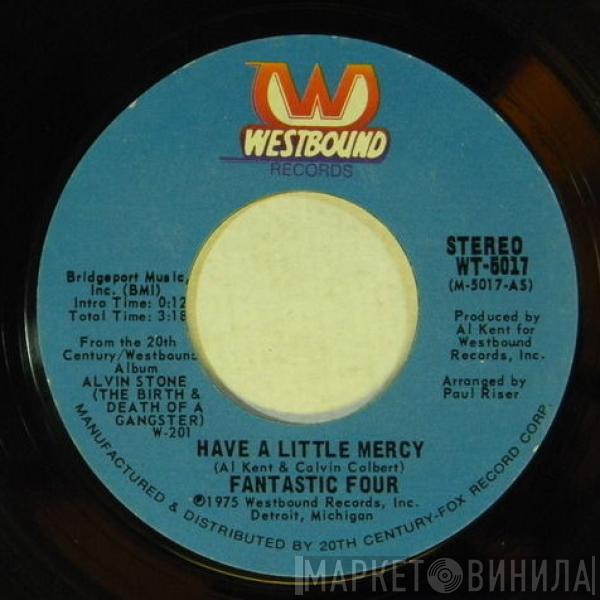 W
WESTBOUND
RECORDS
STEREO
WT-5017
(M-5017-AS)
Bridgeport Music,
Inc. (BMI)
Intro Time: 0:12
Total Time: 3:18
From the 20th
Century/Westbound
Album
ALVIN STONE
(THE BIRTH &
DEATH OF A
GANGSTER)
W-201
Produced by
Al Kent for
Westbound
Records, Inc.
Arranged by
Paul Riser
HAVE A LITTLE MERCY
(Al Kent & Calvin Colbert)
FANTASTIC FOUR
℗1975 Westbound Records, Inc.
Detroit, Michigan
MANUFACTURED & DISTRIBUTED BY 20TH CENTURY-FOX RECORD CORP.
МАРКЕТ ВИНИЛА